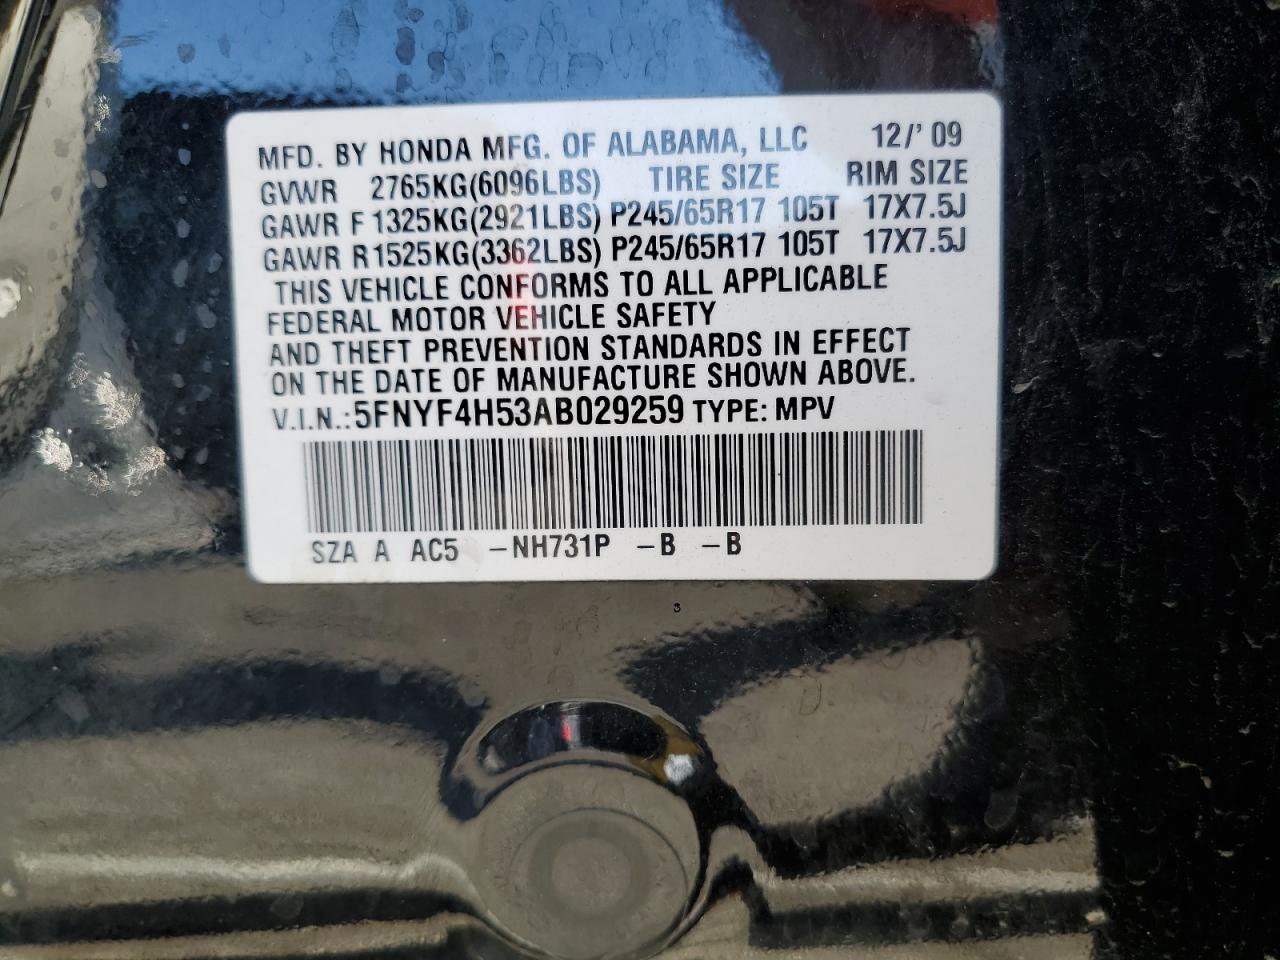 MFD. BY HONDA MFG. OF ALABAMA, LLC 12/'09
GVWR 2765KG(6096LBS) TIRE SIZE RIM SIZE
GAWR F 1325KG(2921LBS) P245/65R17 105T 17X7.5J
GAWR R1525KG(3362LBS) P245/65R17 105T 17X7.5J
THIS VEHICLE CONFORMS TO ALL APPLICABLE
FEDERAL MOTOR VEHICLE SAFETY
AND THEFT PREVENTION STANDARDS IN EFFECT
ON THE DATE OF MANUFACTURE SHOWN ABOVE.
V.I.N.:5FNYF4H53AB029259 TYPE: MPV
SZA A AC5 -NH731P -B -B
3